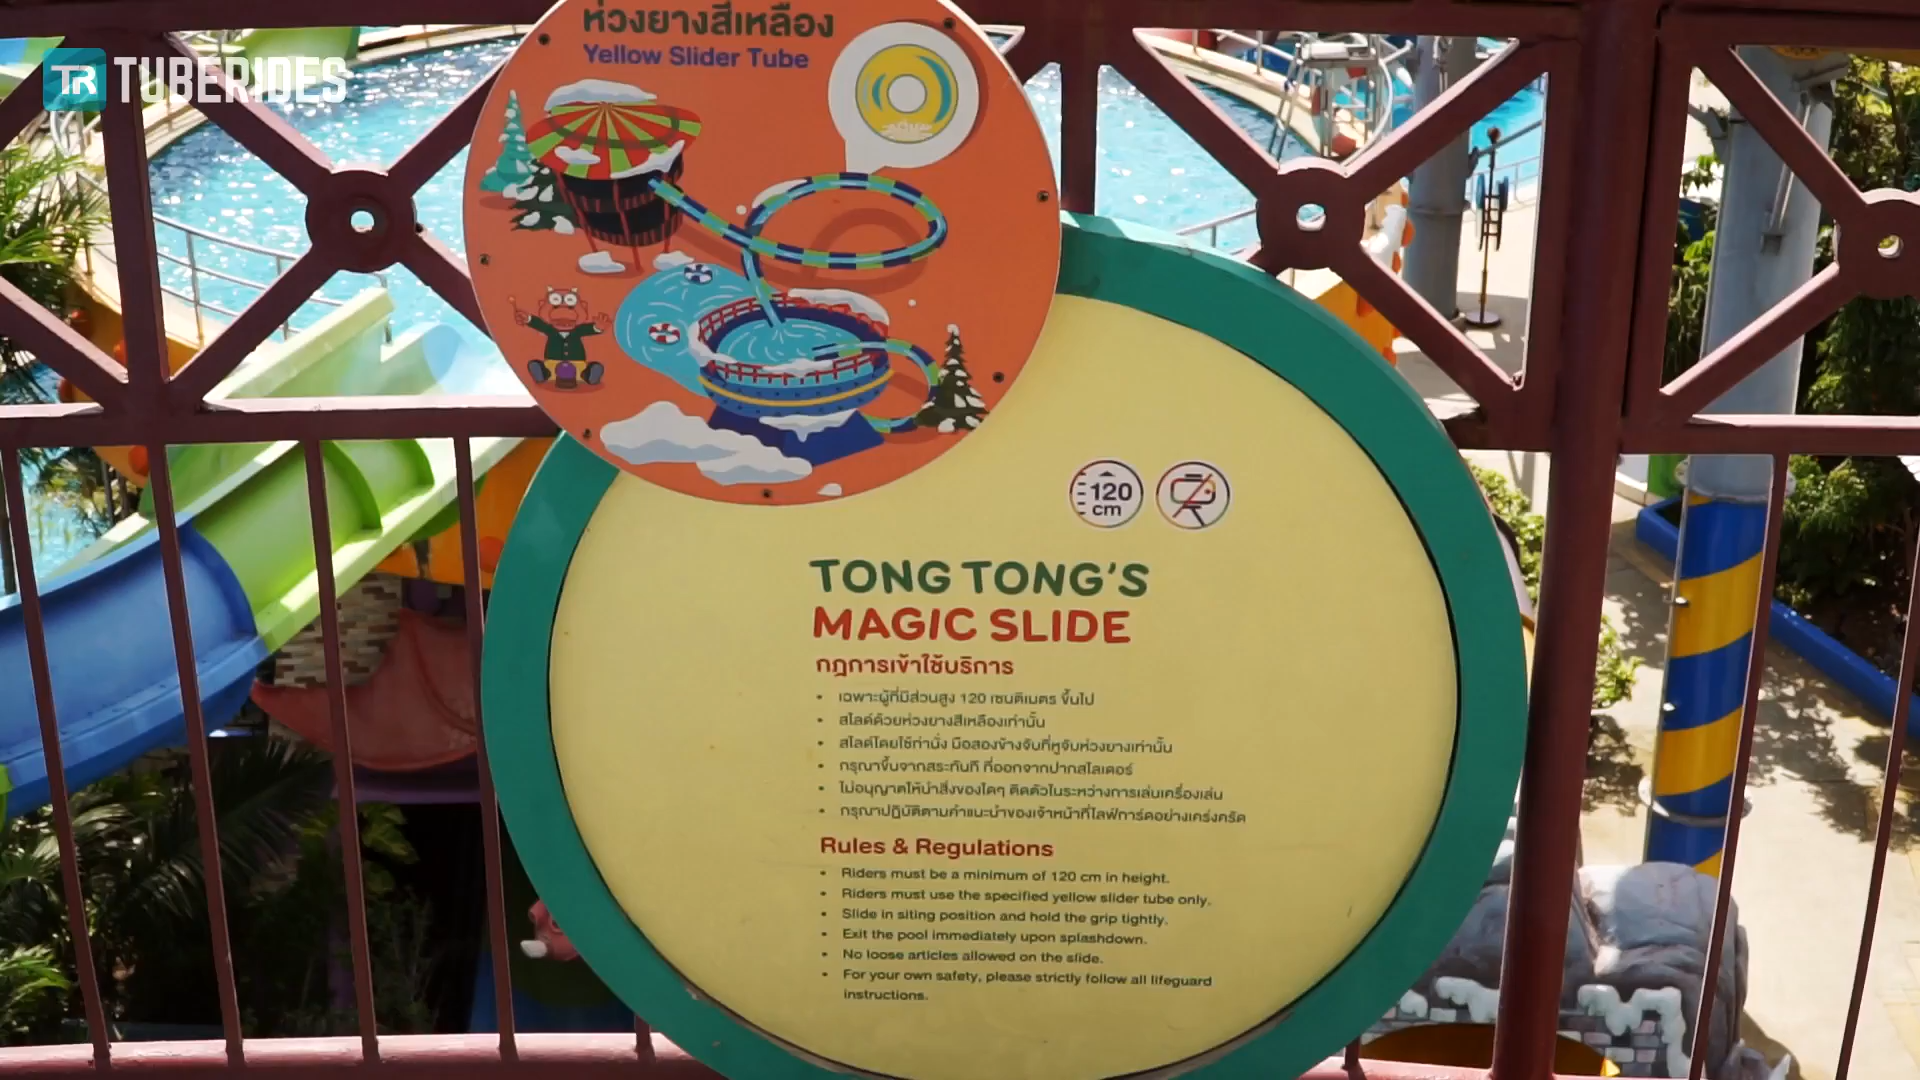 TR TUBERIDES
ห่วงยางสีเหลือง
Yellow Slider Tube
120
cm
TONG TONG'S
MAGIC SLIDE
กฎการเข้าใช้บริการ
• เฉพาะผู้ที่มีส่วนสูง 120 เซนติเมตร ขึ้นไป
• สไลด์ด้วยห่วงยางสีเหลืองเท่านั้น
• สไลด์โดยใช้ท่านั่ง มือสองข้างจับที่หูจับห่วงยางเท่านั้น
• กรุณาขึ้นจากสระทันที ที่ออกจากปากสไลเดอร์
• ไม่อนุญาตให้นำสิ่งของใดๆ ติดตัวในระหว่างการเล่นเครื่องเล่น
• กรุณาปฏิบัติตามคำแนะนำของเจ้าหน้าที่ไลฟ์การ์ดอย่างเคร่งครัด
Rules & Regulations
• Riders must be a minimum of 120 cm in height.
• Riders must use the specified yellow slider tube only.
• Slide in siting position and hold the grip tightly.
• Exit the pool immediately upon splashdown.
• No loose articles allowed on the slide.
• For your own safety, please strictly follow all lifeguard
instructions.